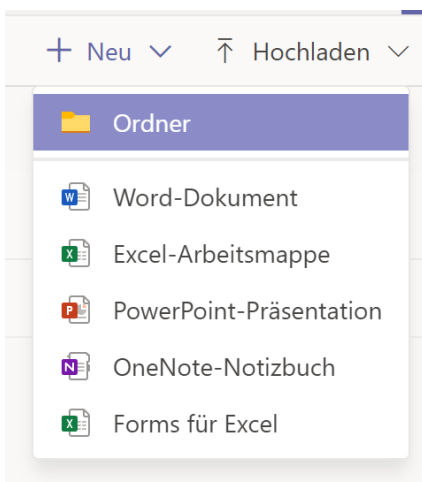 Neu Hochladen
Ordner
Word-Dokument
Excel-Arbeitsmappe
PowerPoint-Präsentation
OneNote-Notizbuch
Forms für Excel